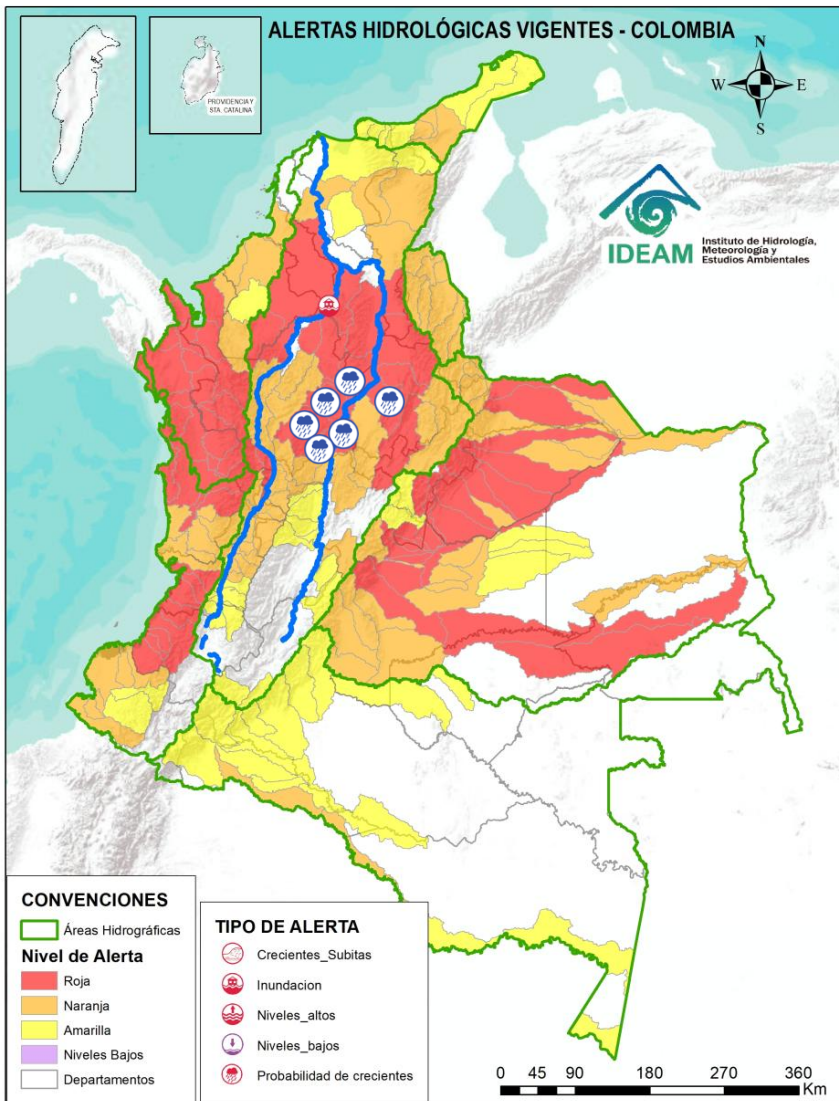 ALERTAS HIDROLÓGICAS VIGENTES - COLOMBIA
PROVIDENCIA Y
STA. CATALINA
N
W
E
S
IDEAM
Instituto de Hidrología,
Meteorología y
Estudios Ambientales
CONVENCIONES
Áreas Hidrográficas
Nivel de Alerta
Roja
Naranja
Amarilla
Niveles Bajos
Departamentos
TIPO DE ALERTA
Crecientes_Subitas
Inundacion
Niveles_altos
Niveles_bajos
Probabilidad de crecientes
0 45 90 180 270 360
Km